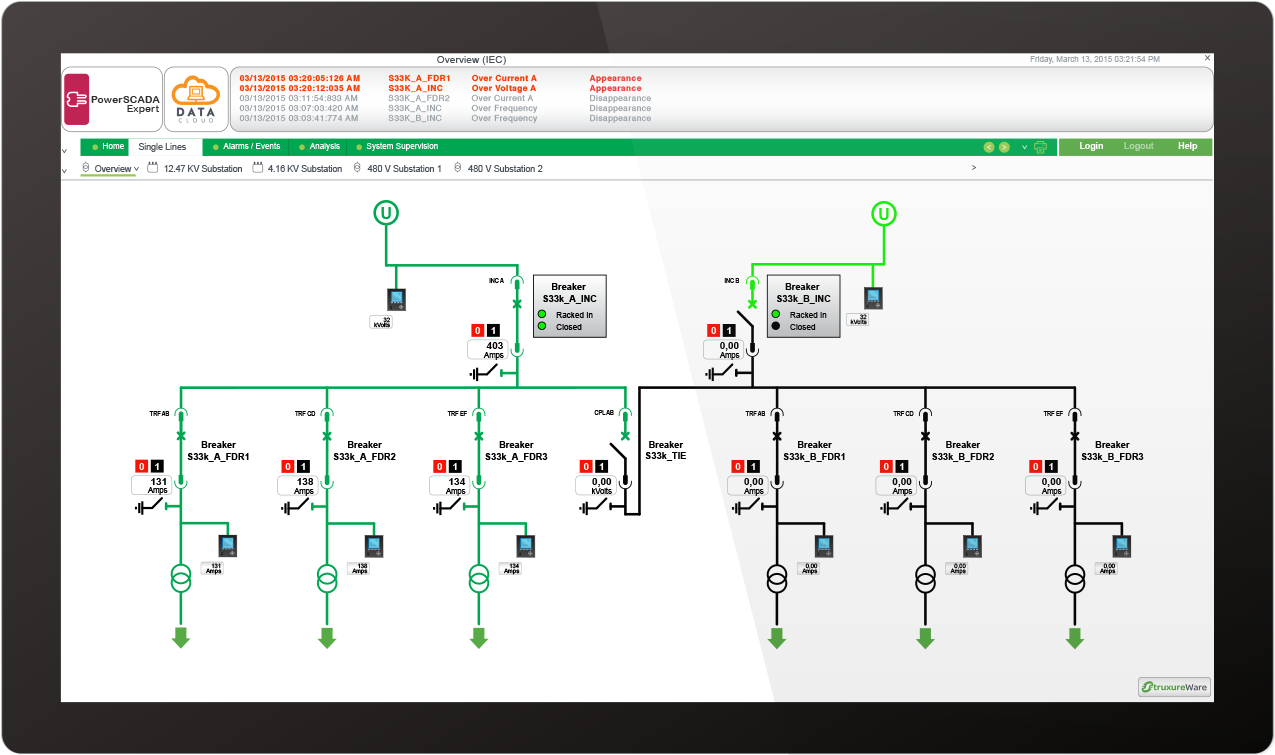 Overview (IEC)
Friday, March 13, 2015 03:21:54 PM
X
PowerSCADA
Expert
DATA
CLOUD
03/13/2015 03:20:05:126 AM S33K_A_FDR1 Over Current A Appearance
03/13/2015 03:20:12:035 AM S33K_A_INC Over Voltage A Appearance
03/13/2015 03:11:54:833 AM S33K_A_FDR2 Over Current A Disappearance
03/13/2015 03:07:03:420 AM S33K_A_INC Over Frequency Disappearance
03/13/2015 03:03:41:774 AM S33K_B_INC Over Frequency Disappearance
Home Single Lines Alarms / Events Analysis System Supervision < > Login Logout Help
Overview 12.47 KV Substation 4.16 KV Substation 480 V Substation 1 480 V Substation 2 >
U U
INC A
Breaker
S33k_A_INC
Racked In
Closed
32
kVolts
0 1
403
Amps
INC B
Breaker
S33k_B_INC
Racked In
Closed
32
kVolts
0 1
0,00
Amps
TRF AB
Breaker
S33k_A_FDR1
0 1
131
Amps
131
Amps
TRF CD
Breaker
S33k_A_FDR2
0 1
138
Amps
138
Amps
TRF EF
Breaker
S33k_A_FDR3
0 1
134
Amps
134
Amps
CPLAB
Breaker
S33k_TIE
0 1
0,00
kVolts
TRF AB
Breaker
S33k_B_FDR1
0 1
0,00
Amps
0,00
Amps
TRF CD
Breaker
S33k_B_FDR2
0 1
0,00
Amps
0,00
Amps
TRF EF
Breaker
S33k_B_FDR3
0 1
0,00
Amps
0,00
Amps
StruxureWare